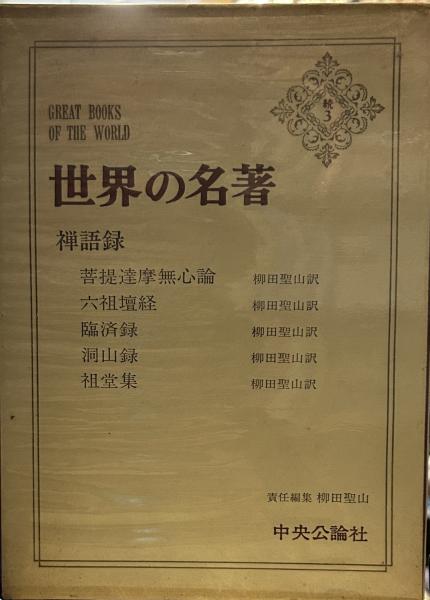 GREAT BOOKS
OF THE WORLD
続
3
世界の名著
禅語録
菩提達摩無心論 柳田聖山訳
六祖壇経 柳田聖山訳
臨済録 柳田聖山訳
洞山録 柳田聖山訳
祖堂集 柳田聖山訳
責任編集 柳田聖山
中央公論社